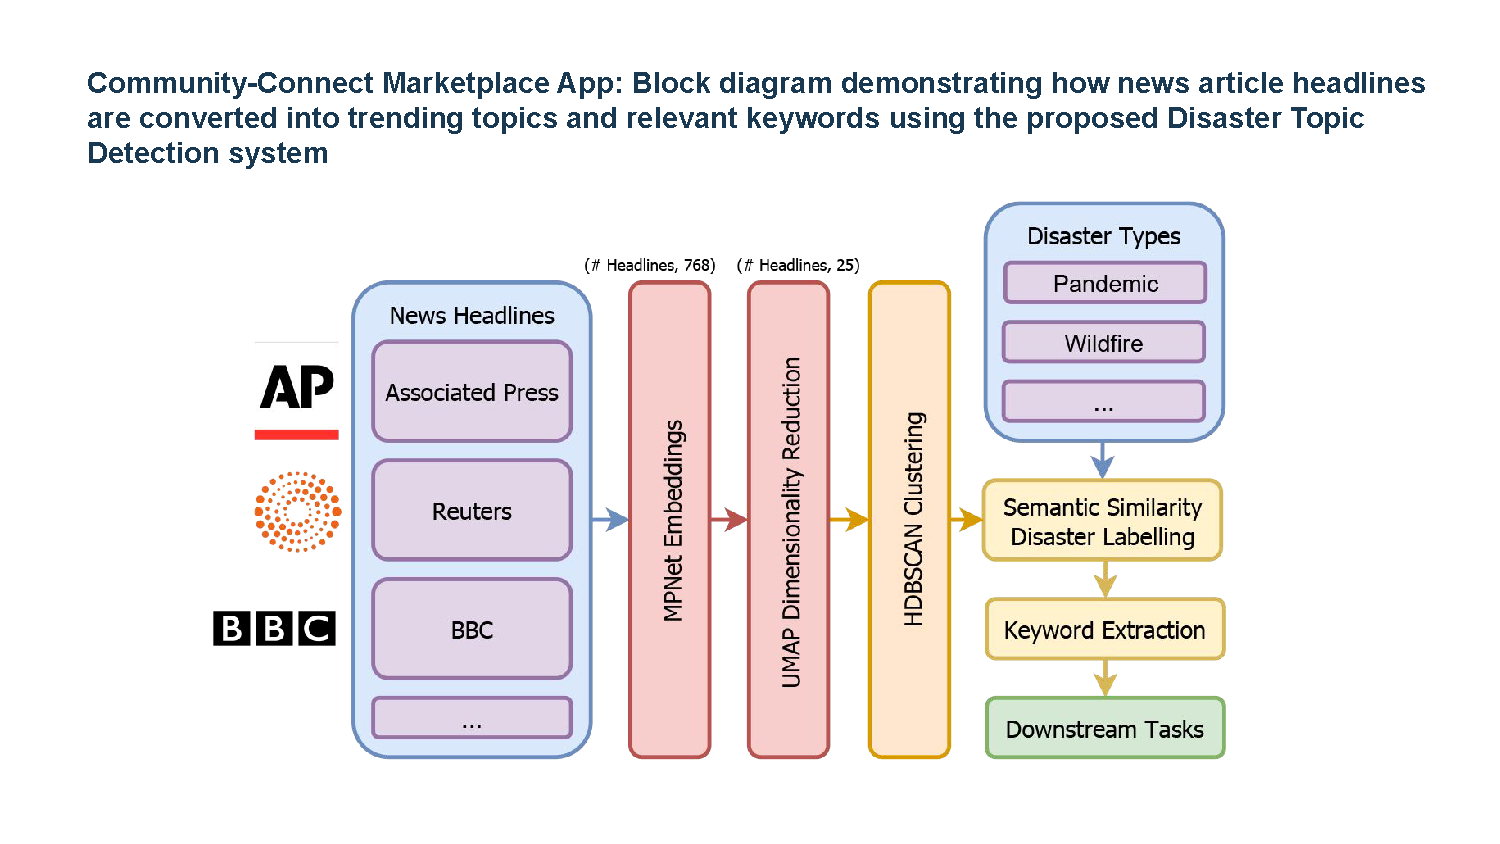 Community-Connect Marketplace App: Block diagram demonstrating how news article headlines
are converted into trending topics and relevant keywords using the proposed Disaster Topic
Detection system
AP
BBC
News Headlines
Associated Press
Reuters
BBC
...
(# Headlines, 768)
MPNet Embeddings
(# Headlines, 25)
UMAP Dimensionality Reduction
HDBSCAN Clustering
Disaster Types
Pandemic
Wildfire
...
Semantic Similarity
Disaster Labelling
Keyword Extraction
Downstream Tasks